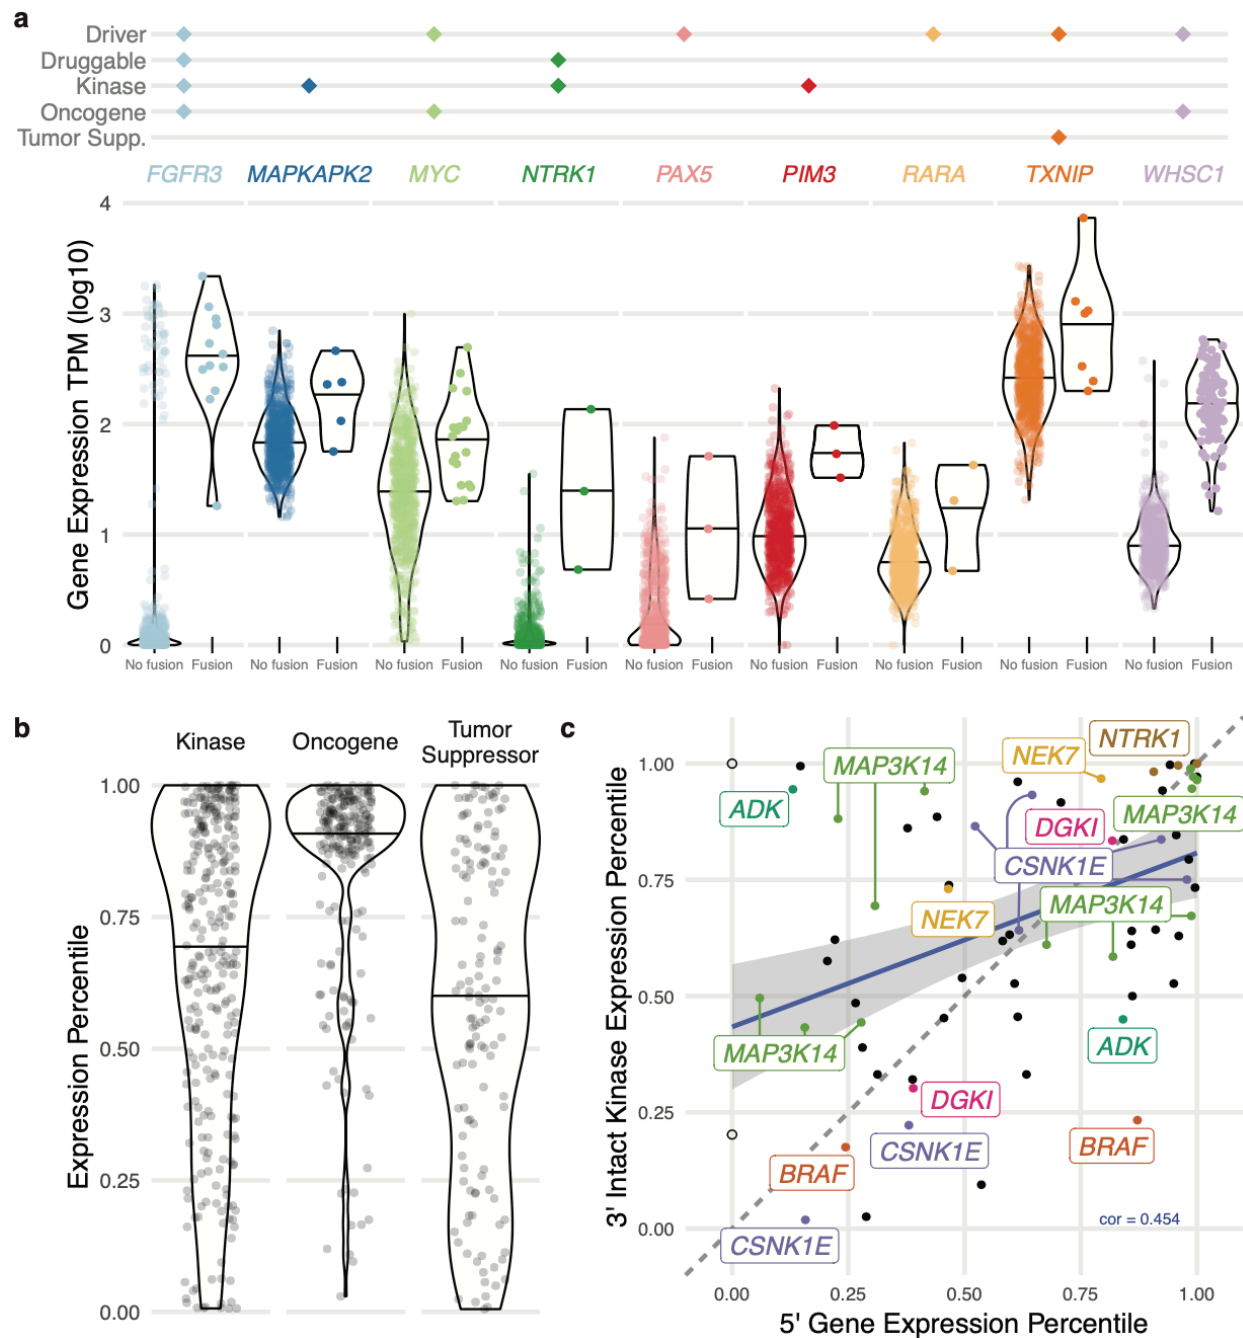 a
Driver
Druggable
Kinase
Oncogene
Tumor Supp.
FGFR3 MAPKAPK2 MYC NTRK1 PAX5 PIM3 RARA TXNIP WHSC1
Gene Expression TPM (log10)
4
3
2
1
0
No fusion Fusion No fusion Fusion No fusion Fusion No fusion Fusion No fusion Fusion No fusion Fusion No fusion Fusion No fusion Fusion No fusion Fusion
b
Kinase Oncogene Tumor
Suppressor
Expression Percentile
1.00
0.75
0.50
0.25
0.00
c
3' Intact Kinase Expression Percentile
1.00
0.75
0.50
0.25
0.00
NTRK1
NEK7
MAP3K14
ADK
MAP3K14
DGKI
CSNK1E
MAP3K14
NEK7
MAP3K14
ADK
DGKI
CSNK1E
BRAF
BRAF
CSNK1E
cor = 0.454
0.00 0.25 0.50 0.75 1.00
5' Gene Expression Percentile